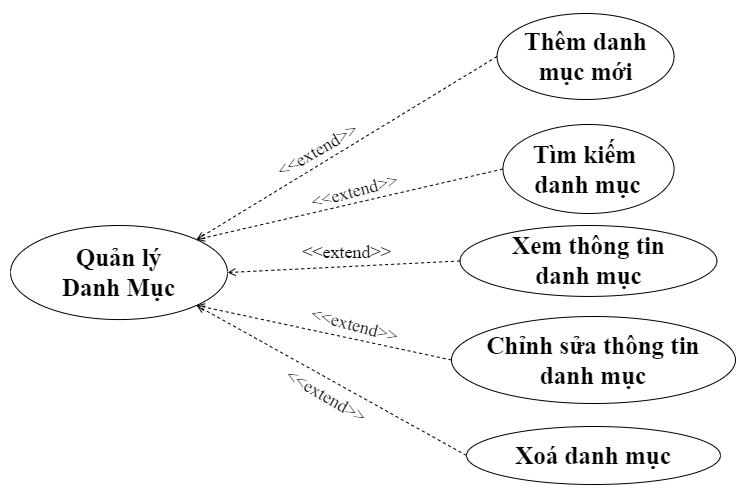 Thêm danh
mục mới
<<extend>>
Tìm kiếm
danh mục
<<extend>>
Quản lý
Danh Mục
<<extend>>
Xem thông tin
danh mục
<<extend>>
Chỉnh sửa thông tin
danh mục
<<extend>>
Xoá danh mục